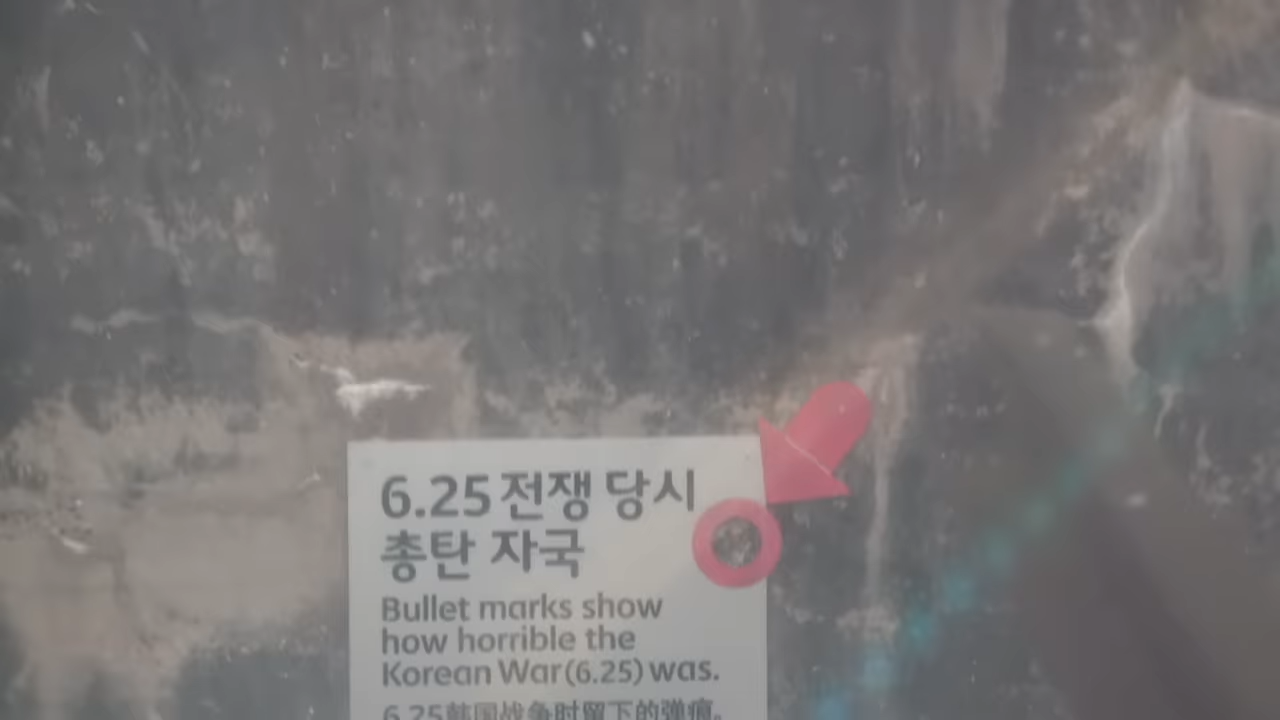 6.25 전쟁 당시
총탄 자국
Bullet marks show
how horrible the
Korean War(6.25) was.
6.25韩国战争时留下的弹痕。